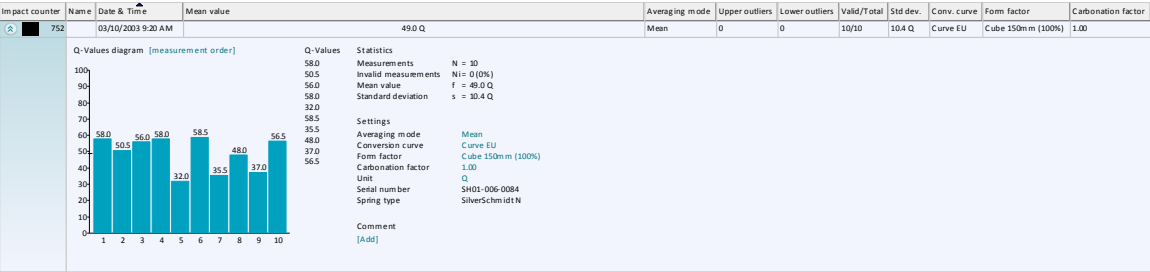 Impact counter Name Date & Time Mean value Averaging mode Upper outliers Lower outliers Valid/Total Std dev. Conv. curve Form factor Carbonation factor
752 03/10/2003 9:20 AM 49.0 Q Mean 0 0 10/10 10.4 Q Curve EU Cube 150mm (100%) 1.00
Q-Values diagram [measurement order]
100
90
80
70
60
50
40
30
20
10
0
58.0 50.5 56.0 58.0 32.0 58.5 35.5 48.0 37.0 56.5
1 2 3 4 5 6 7 8 9 10
Q-Values
58.0
50.5
56.0
58.0
32.0
58.5
35.5
48.0
37.0
56.5
Statistics
Measurements N = 10
Invalid measurements Ni= 0 (0%)
Mean value f = 49.0 Q
Standard deviation s = 10.4 Q
Settings
Averaging mode Mean
Conversion curve Curve EU
Form factor Cube 150mm (100%)
Carbonation factor 1.00
Unit Q
Serial number SH01-006-0084
Spring type SilverSchmidt N
Comment
[Add]